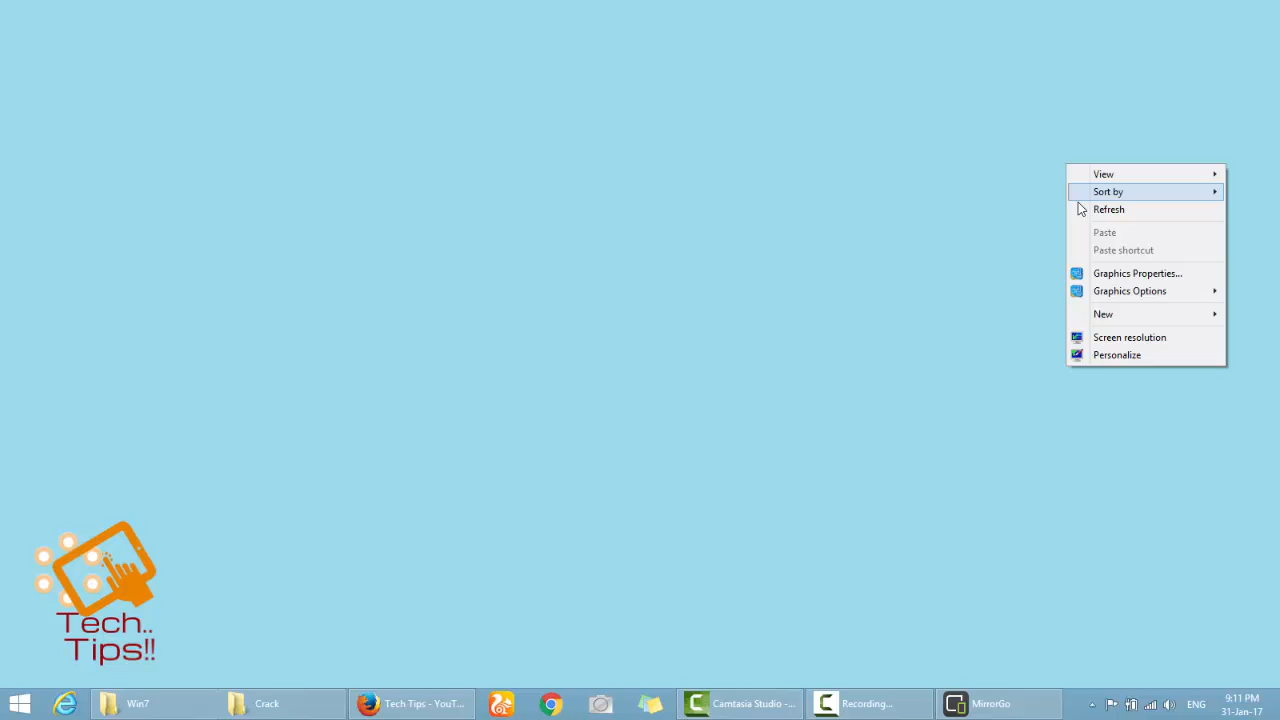 View
Sort by
Refresh
Paste
Paste shortcut
Graphics Properties...
Graphics Options
New
Screen resolution
Personalize
Tech..
Tips!!
Win7
Crack
Tech Tips - YouT...
Camtasia Studio -...
Recording...
MirrorGo
ENG
9:11 PM
31-Jan-17